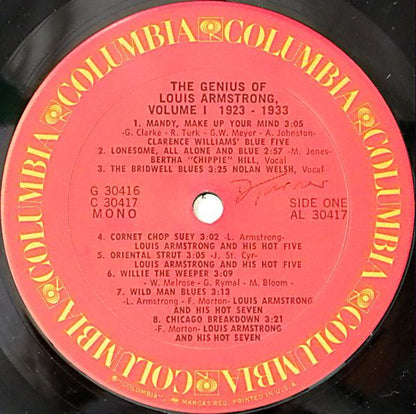 COLUMBIA COLUMBIA COLUMBIA COLUMBIA COLUMBIA COLUMBIA
THE GENIUS OF
LOUIS ARMSTRONG,
VOLUME I 1923 - 1933
1. MANDY, MAKE UP YOUR MIND 3:05
-G. Clarke - R. Turk - G.W. Meyer - A. Johnston-
CLARENCE WILLIAMS' BLUE FIVE
2. LONESOME, ALL ALONE AND BLUE 2:57 -M. Jones-
BERTHA "CHIPPIE" HILL, Vocal
3. THE BRIDWELL BLUES 3:25 NOLAN WELSH, Vocal
G 30416
C 30417
MONO
SIDE ONE
AL 30417
4. CORNET CHOP SUEY 3:02 -L. Armstrong-
LOUIS ARMSTRONG AND HIS HOT FIVE
5. ORIENTAL STRUT 3:05 -J. St. Cyr-
LOUIS ARMSTRONG AND HIS HOT FIVE
6. WILLIE THE WEEPER 3:09
- W. Melrose - G. Rymal - M. Bloom -
7. WILD MAN BLUES 3:13
-L. Armstrong - F. Morton- LOUIS ARMSTRONG
AND HIS HOT SEVEN
8. CHICAGO BREAKDOWN 3:21
-F. Morton- LOUIS ARMSTRONG
AND HIS HOT SEVEN
® "COLUMBIA", MARCAS REG. PRINTED IN U.S.A.